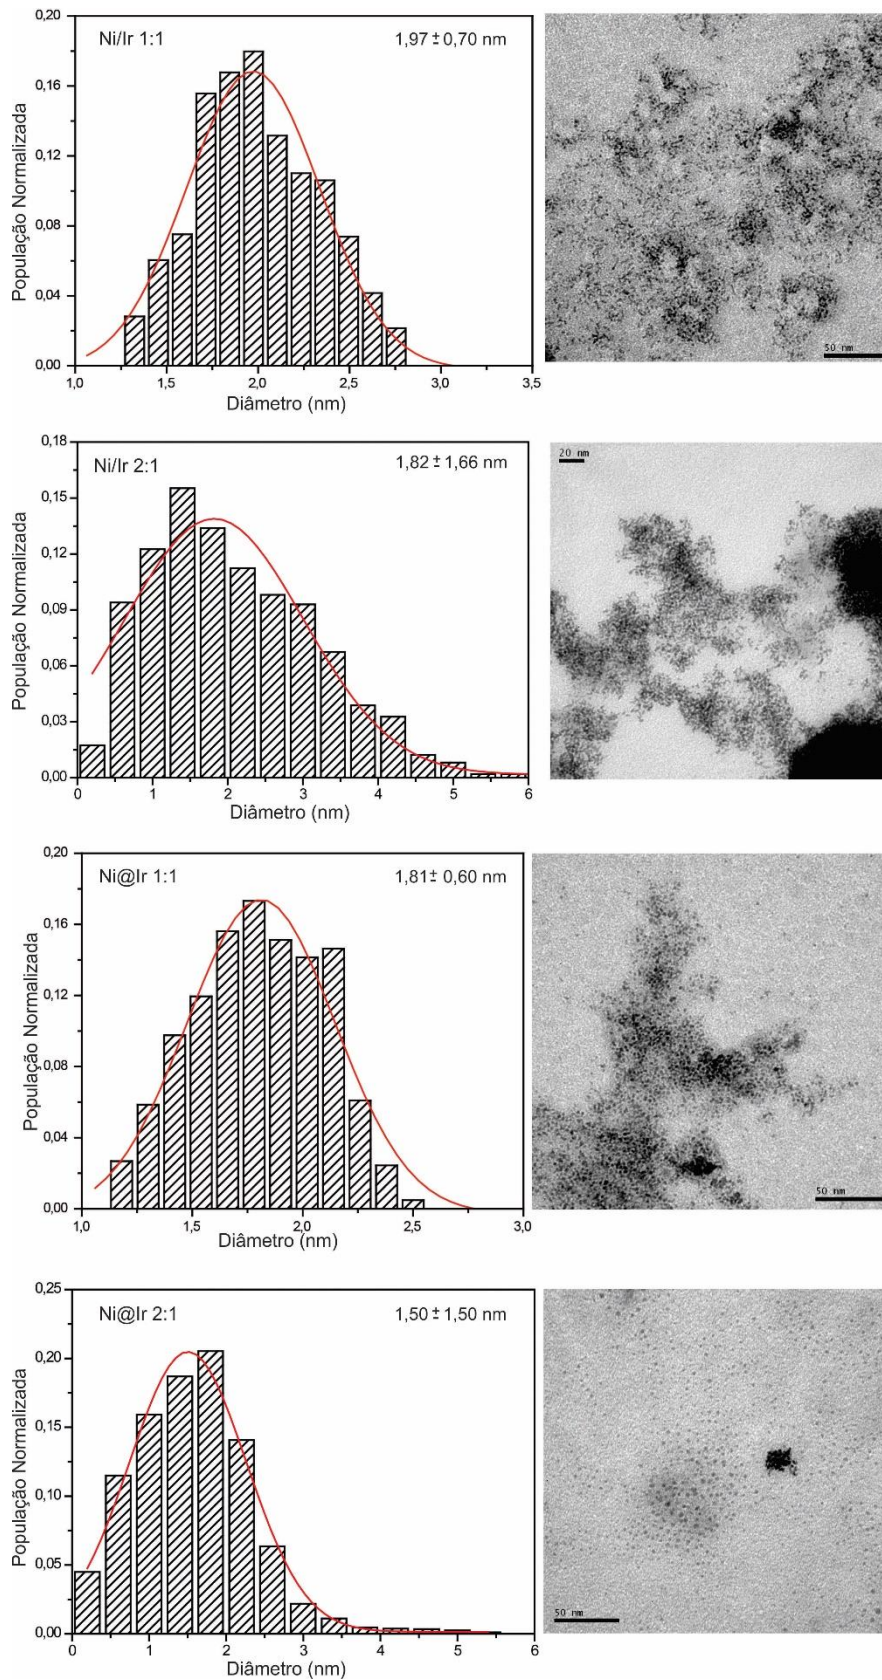 Ni/Ir 1:1
1,97 ± 0,70 nm
População Normalizada
0,20
0,16
0,12
0,08
0,04
0,00
1,0 1,5 2,0 2,5 3,0 3,5
Diâmetro (nm)
50 nm
Ni/Ir 2:1
1,82 ± 1,66 nm
População Normalizada
0,18
0,15
0,12
0,09
0,06
0,03
0,00
0 1 2 3 4 5 6
Diâmetro (nm)
20 nm
Ni@Ir 1:1
1,81± 0,60 nm
População Normalizada
0,20
0,16
0,12
0,08
0,04
0,00
1,0 1,5 2,0 2,5 3,0
Diâmetro (nm)
50 nm
Ni@Ir 2:1
1,50 ± 1,50 nm
População Normalizada
0,25
0,20
0,15
0,10
0,05
0,00
0 1 2 3 4 5 6
Diâmetro (nm)
50 nm